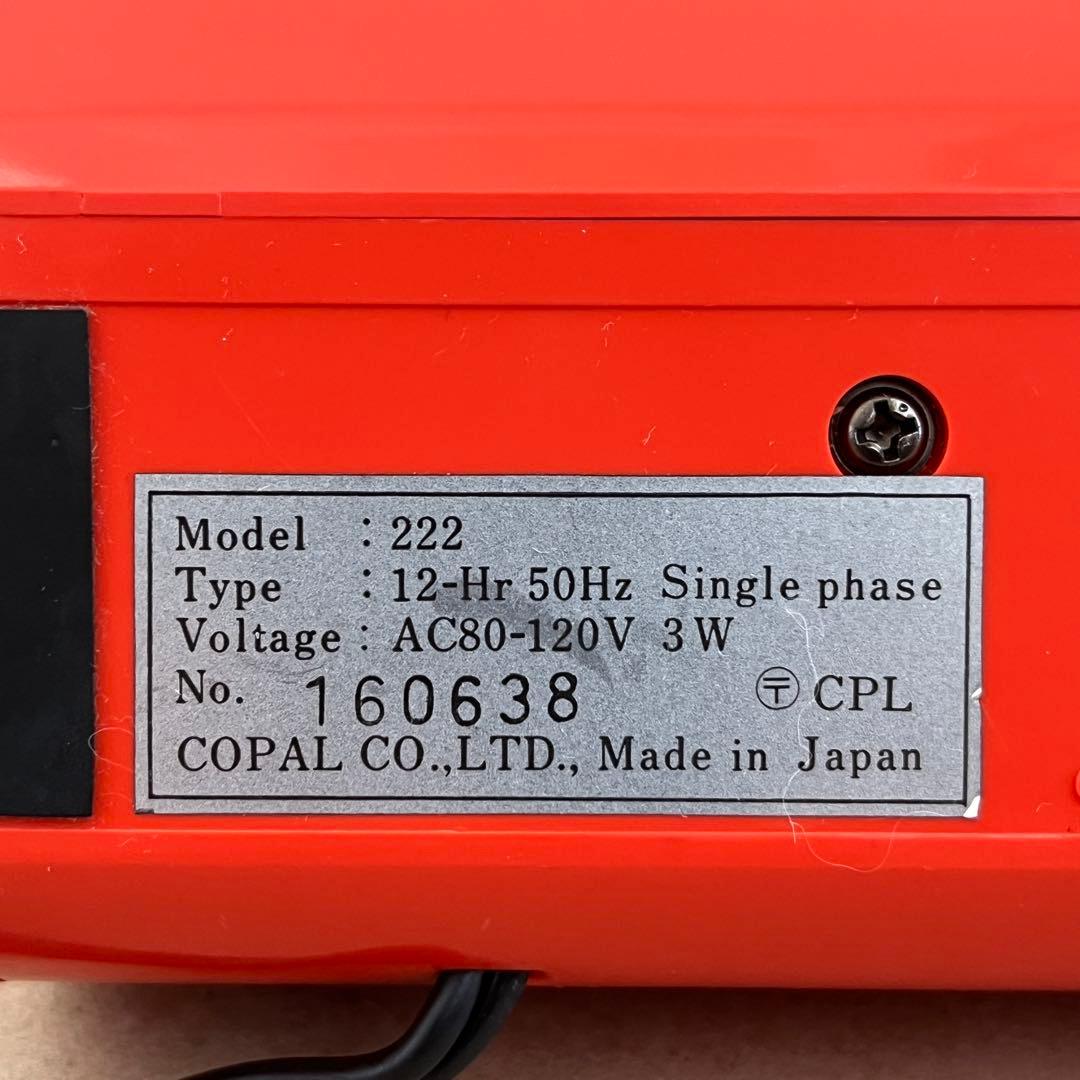 Model : 222
Type : 12-Hr 50Hz Single phase
Voltage : AC80-120V 3W
No. 160638 〶 CPL
COPAL CO.,LTD., Made in Japan